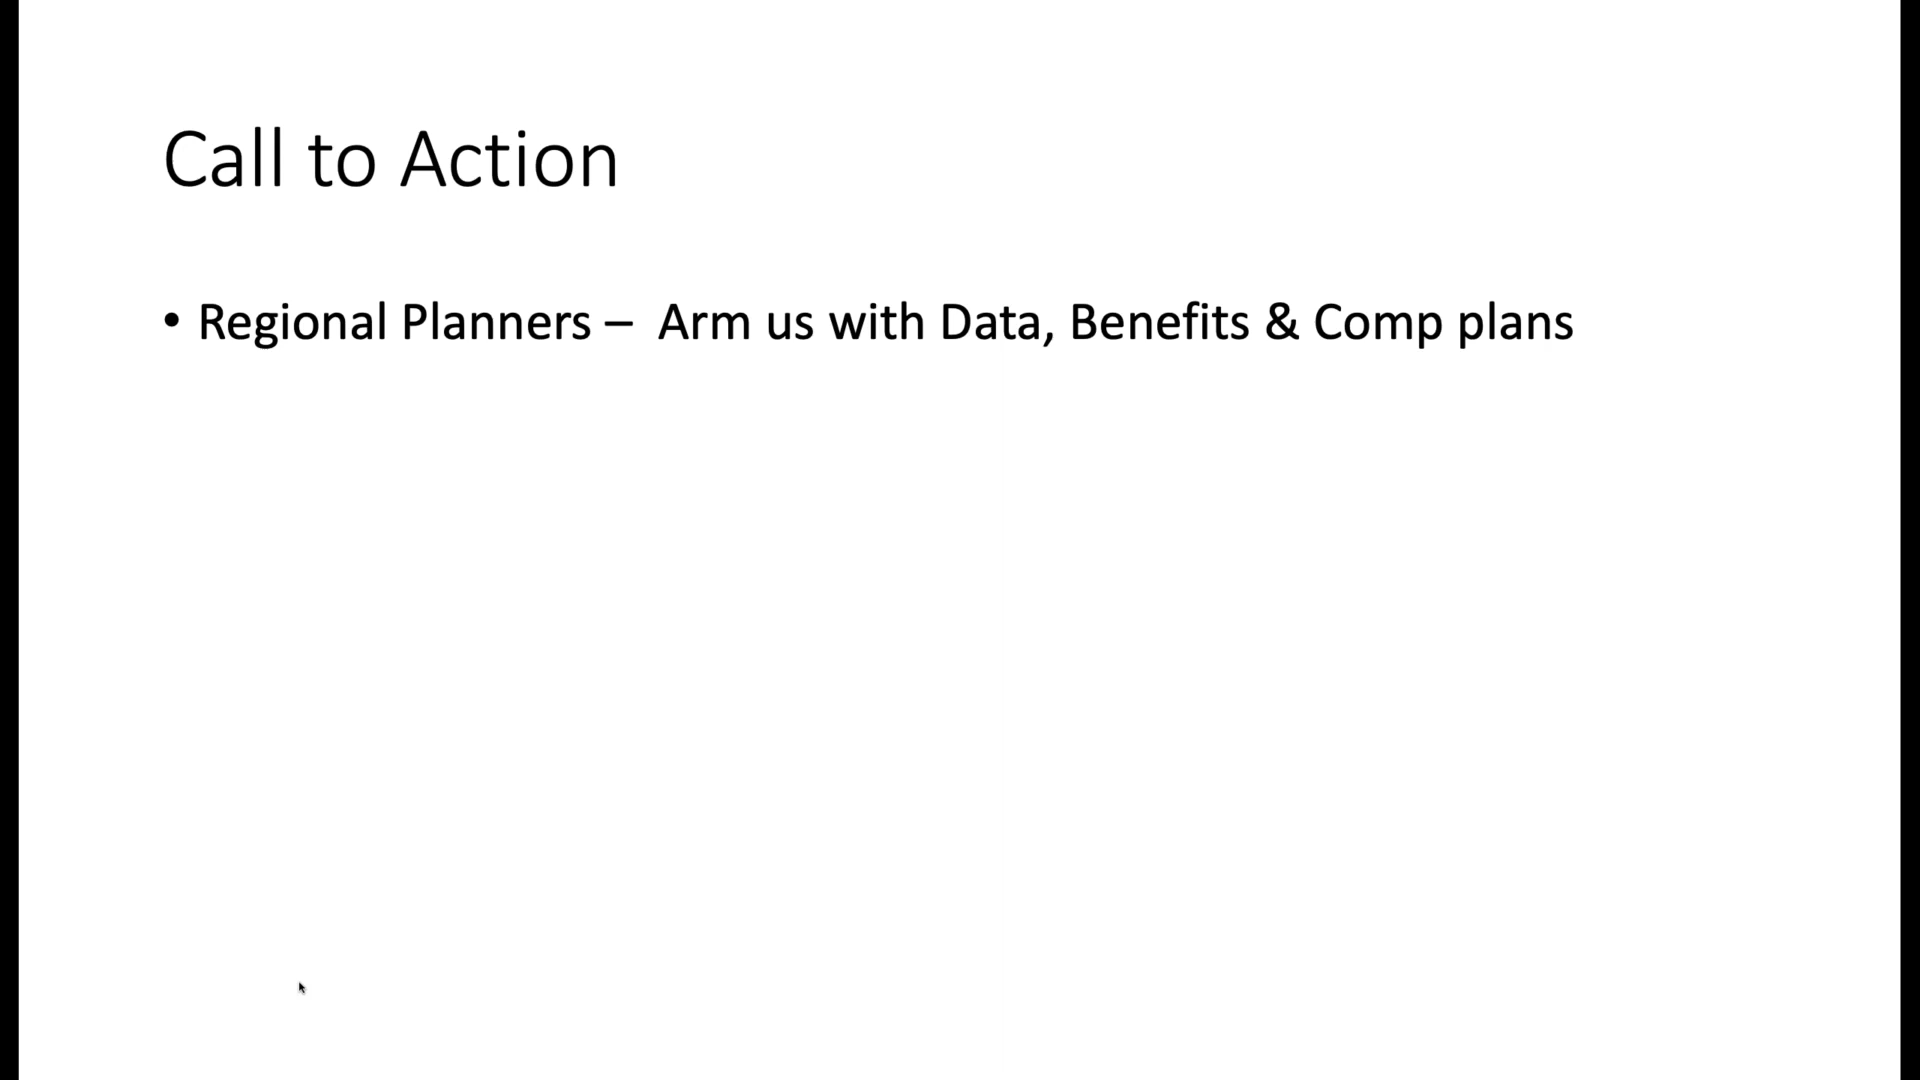 Call to Action
• Regional Planners –  Arm us with Data, Benefits & Comp plans